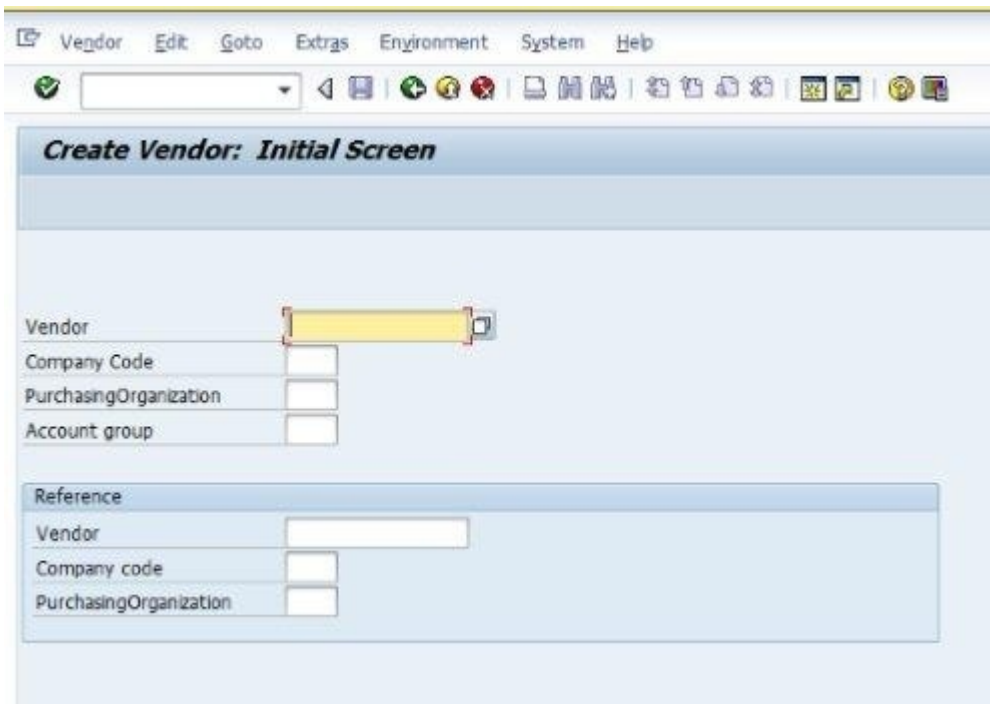 Vendor Edit Goto Extras Environment System Help
Create Vendor: Initial Screen
Vendor
Company Code
PurchasingOrganization
Account group
Reference
Vendor
Company code
PurchasingOrganization